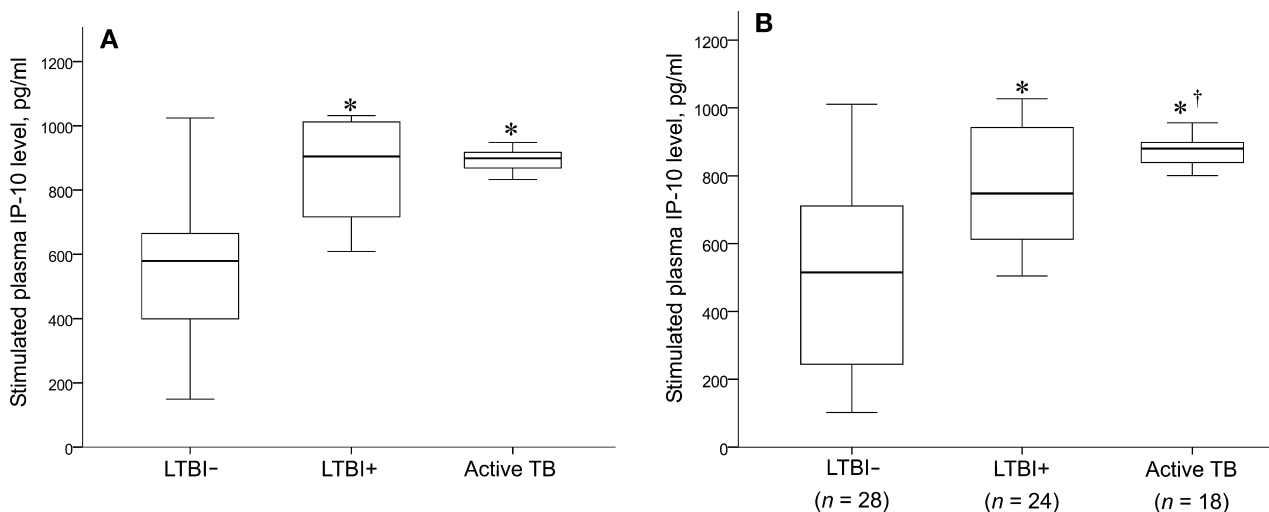 A
Stimulated plasma IP-10 level, pg/ml
1200
1000
800
600
400
200
0
*
*
LTBI−
LTBI+
Active TB
B
Stimulated plasma IP-10 level, pg/ml
1200
1000
800
600
400
200
0
*
* †
LTBI−
LTBI+
Active TB
(n = 28)
(n = 24)
(n = 18)